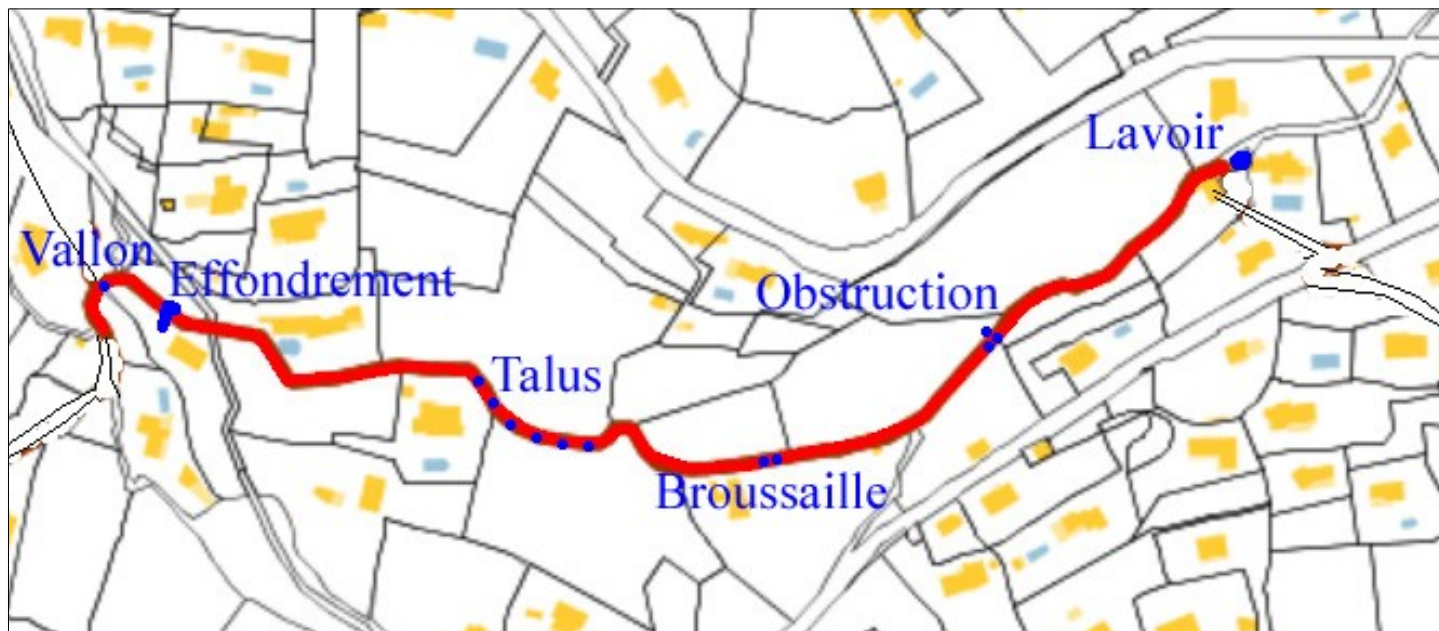 Lavoir
Vallon
Effondrement
Obstruction
Talus
Broussaille